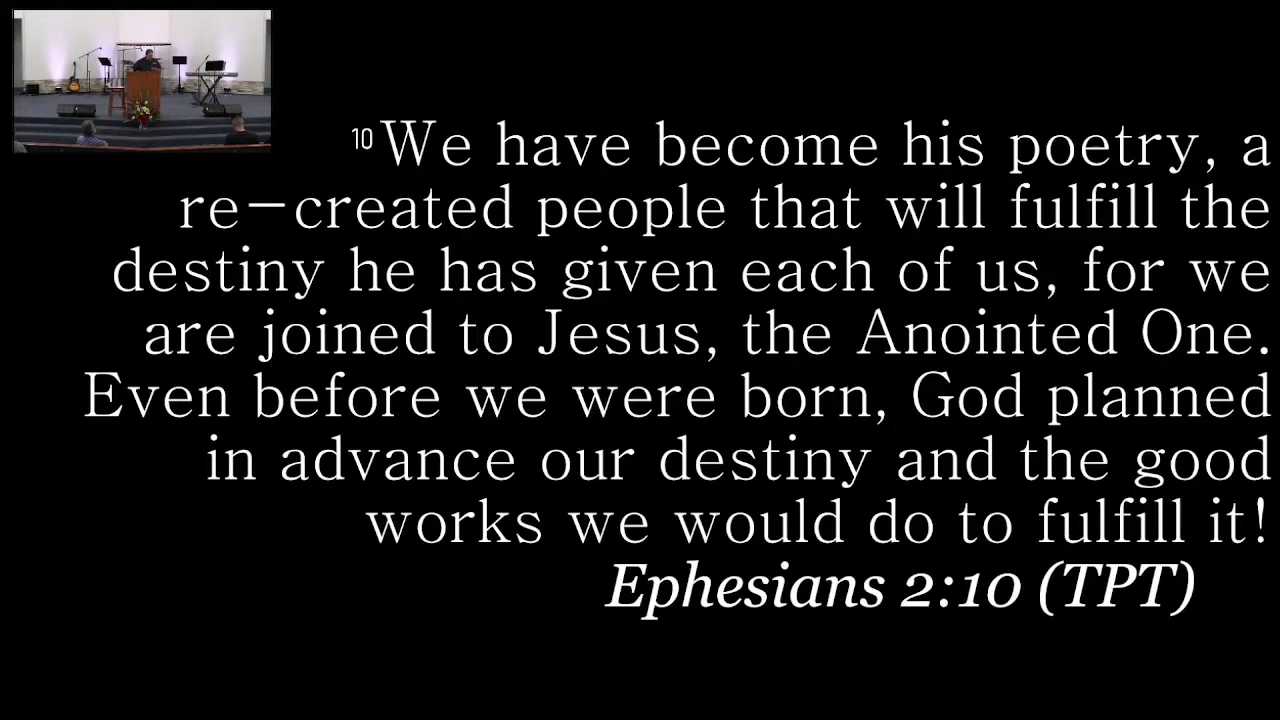 10We have become his poetry, a
re-created people that will fulfill the
destiny he has given each of us, for we
are joined to Jesus, the Anointed One.
Even before we were born, God planned
in advance our destiny and the good
works we would do to fulfill it!
Ephesians 2:10 (TPT)